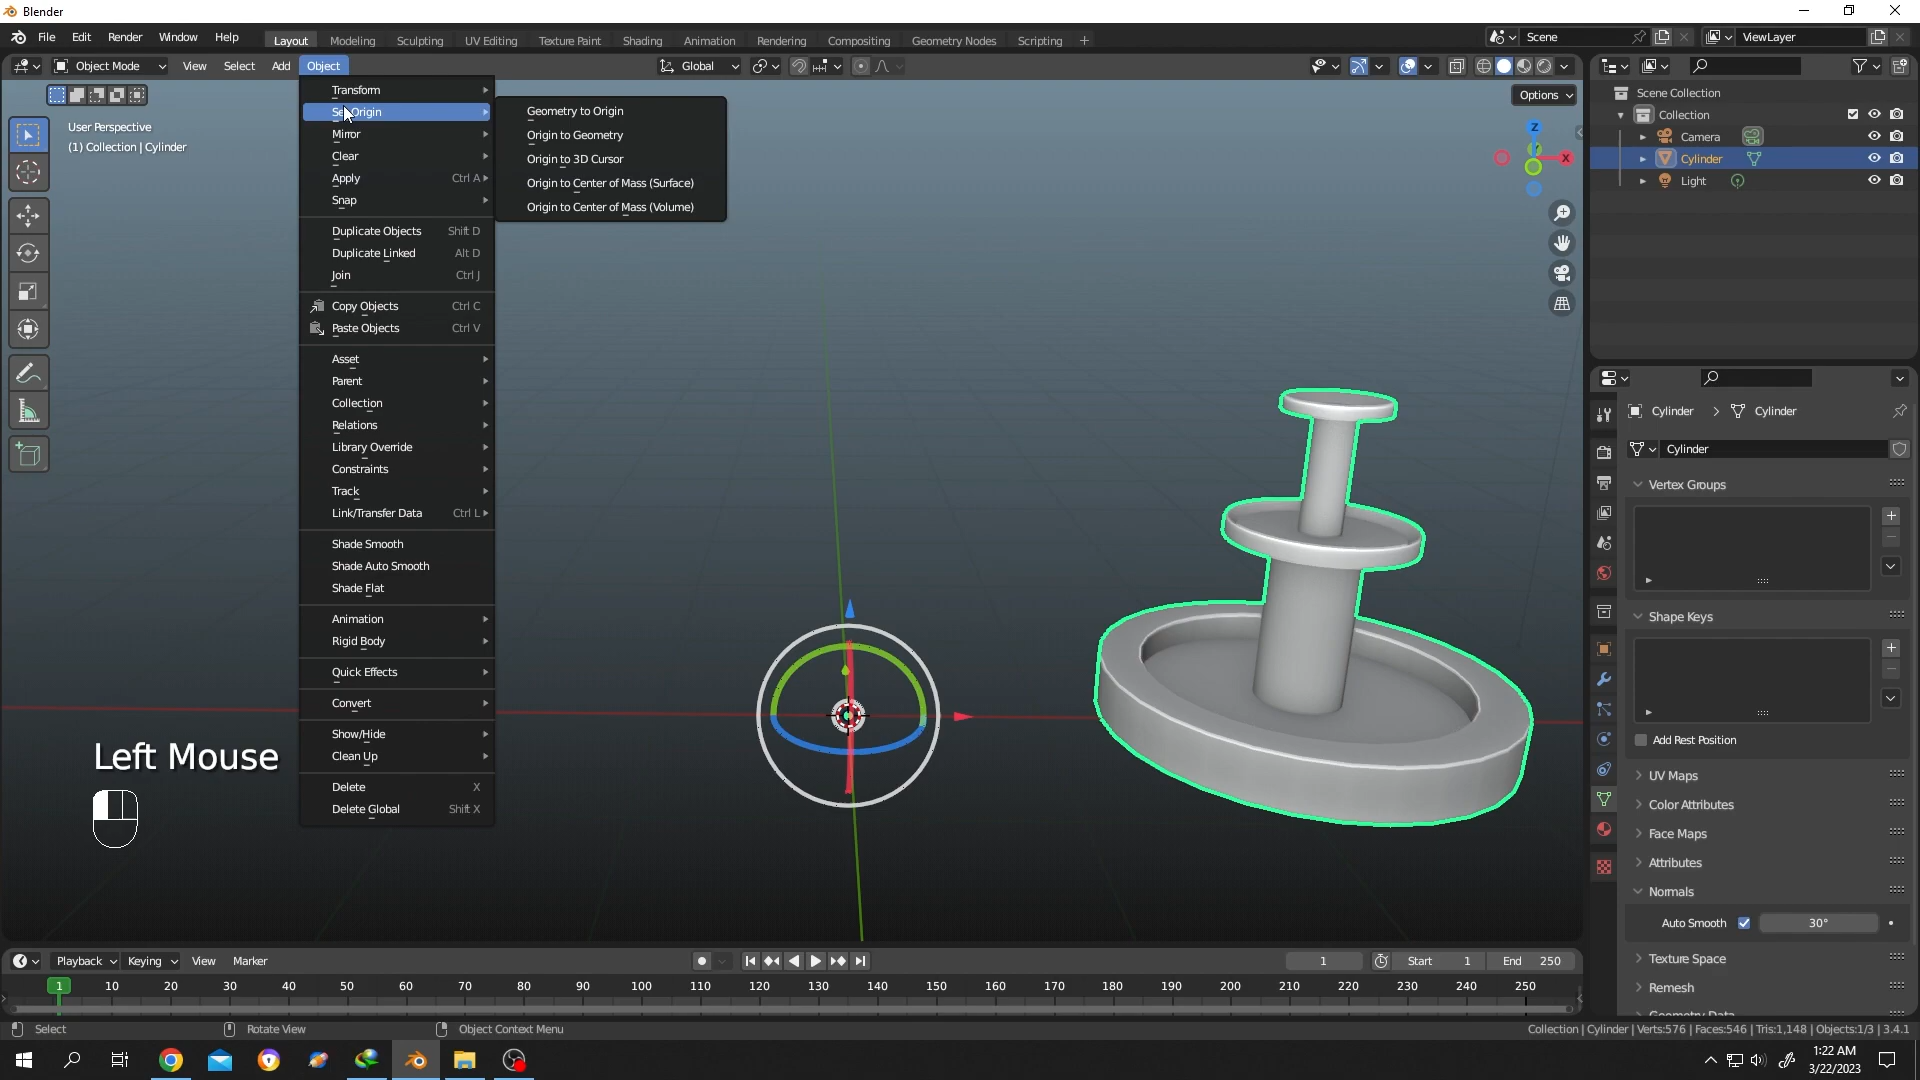 Blender
File Edit Render Window Help Layout Modeling Sculpting UV Editing Texture Paint Shading Animation Rendering Compositing Geometry Nodes Scripting + Scene ViewLayer
Object Mode View Select Add Object Global
Options
User Perspective
(1) Collection | Cylinder
Transform
Set Origin
Mirror
Clear
Apply Ctrl A
Snap
Duplicate Objects Shift D
Duplicate Linked Alt D
Join Ctrl J
Copy Objects Ctrl C
Paste Objects Ctrl V
Asset
Parent
Collection
Relations
Library Override
Constraints
Track
Link/Transfer Data Ctrl L
Shade Smooth
Shade Auto Smooth
Shade Flat
Animation
Rigid Body
Quick Effects
Convert
Show/Hide
Clean Up
Delete X
Delete Global Shift X
Geometry to Origin
Origin to Geometry
Origin to 3D Cursor
Origin to Center of Mass (Surface)
Origin to Center of Mass (Volume)
Z
X
Left Mouse
Scene Collection
Collection
Camera
Cylinder
Light
Cylinder > Cylinder
Cylinder
Vertex Groups
Shape Keys
Add Rest Position
UV Maps
Color Attributes
Face Maps
Attributes
Normals
Auto Smooth 30°
Texture Space
Remesh
Geometry Data
Playback Keying View Marker 1 Start 1 End 250
1 10 20 30 40 50 60 70 80 90 100 110 120 130 140 150 160 170 180 190 200 210 220 230 240 250
Select Rotate View Object Context Menu Collection | Cylinder | Verts:576 | Faces:546 | Tris:1,148 | Objects:1/3 | 3.4.1
1:22 AM
3/22/2023